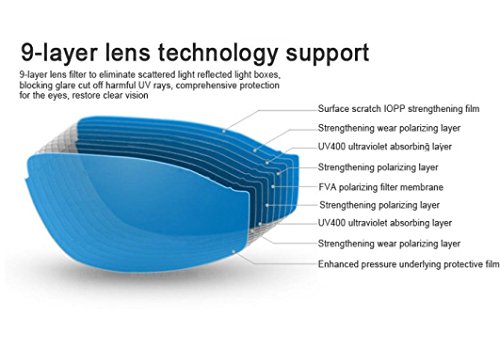 9-layer lens technology support
9-layer lens filter to eliminate scattered light reflected light boxes,
blocking glare cut off harmful UV rays, comprehensive protection
for the eyes, restore clear vision
Surface scratch IOPP strengthening film
Strengthening wear polarizing layer
UV400 ultraviolet absorbing layer
Strengthening polarizing layer
FVA polarizing filter membrane
Strengthening polarizing layer
UV400 ultraviolet absorbing layer
Strengthening wear polarizing layer
Enhanced pressure underlying protective film